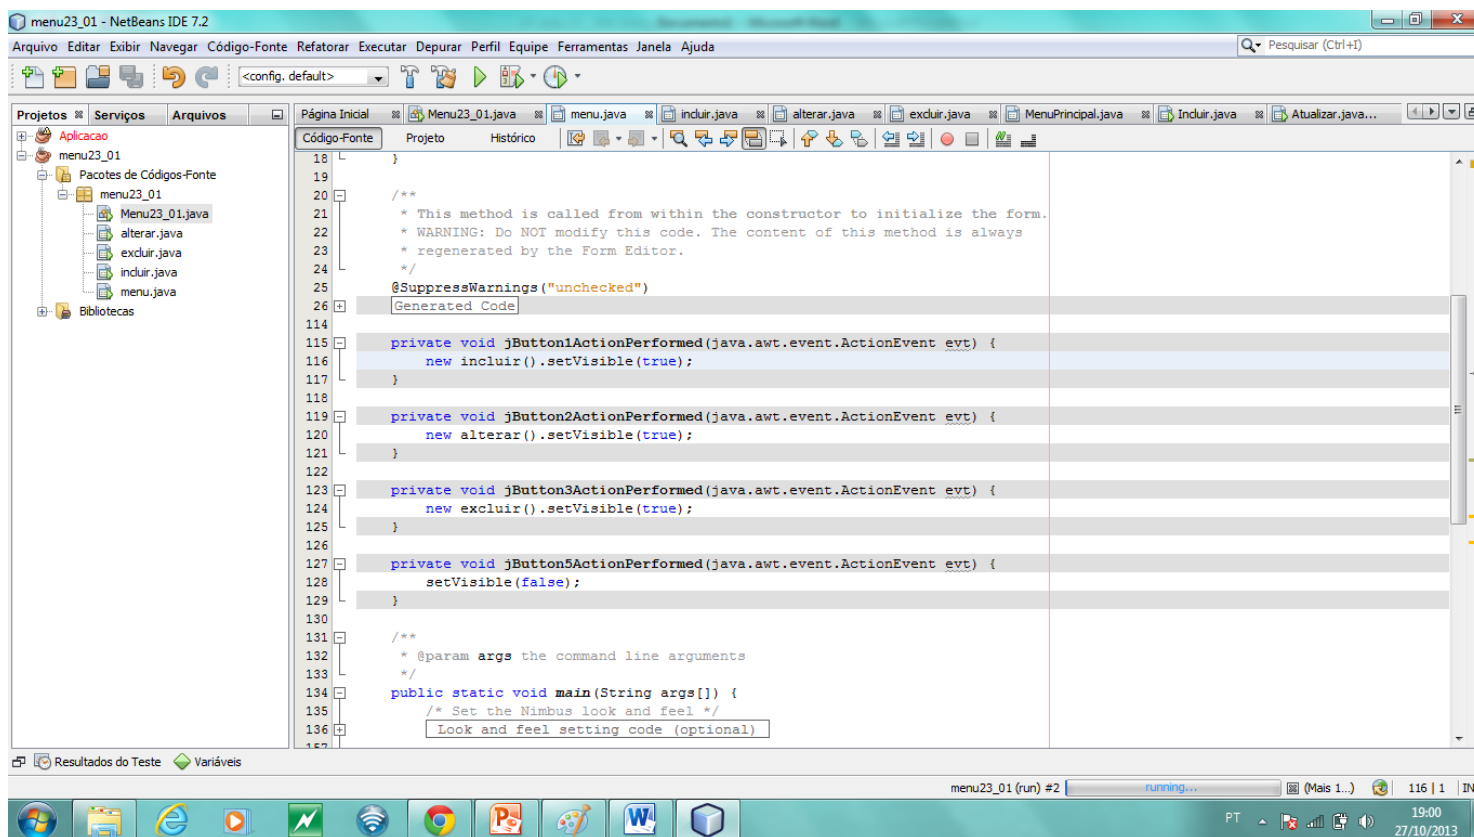 menu23_01 - NetBeans IDE 7.2
Arquivo Editar Exibir Navegar Código-Fonte Refatorar Executar Depurar Perfil Equipe Ferramentas Janela Ajuda
Pesquisar (Ctrl+I)
<config. default>
Projetos Serviços Arquivos
Página Inicial Menu23_01.java menu.java incluir.java alterar.java excluir.java MenuPrincipal.java Incluir.java Atualizar.java...
Código-Fonte Projeto Histórico
Aplicacao
menu23_01
Pacotes de Códigos-Fonte
menu23_01
Menu23_01.java
alterar.java
excluir.java
incluir.java
menu.java
Bibliotecas
18 }
19
20 /**
21 * This method is called from within the constructor to initialize the form.
22 * WARNING: Do NOT modify this code. The content of this method is always
23 * regenerated by the Form Editor.
24 */
25 @SuppressWarnings("unchecked")
26 Generated Code
114
115 private void jButton1ActionPerformed(java.awt.event.ActionEvent evt) {
116 new incluir().setVisible(true);
117 }
118
119 private void jButton2ActionPerformed(java.awt.event.ActionEvent evt) {
120 new alterar().setVisible(true);
121 }
122
123 private void jButton3ActionPerformed(java.awt.event.ActionEvent evt) {
124 new excluir().setVisible(true);
125 }
126
127 private void jButton5ActionPerformed(java.awt.event.ActionEvent evt) {
128 setVisible(false);
129 }
130
131 /**
132 * @param args the command line arguments
133 */
134 public static void main(String args[]) {
135 /* Set the Nimbus look and feel */
136 Look and feel setting code (optional)
Resultados do Teste Variáveis
menu23_01 (run) #2 running... (Mais 1...) 116 | 1 IN
PT 19:00
27/10/2013